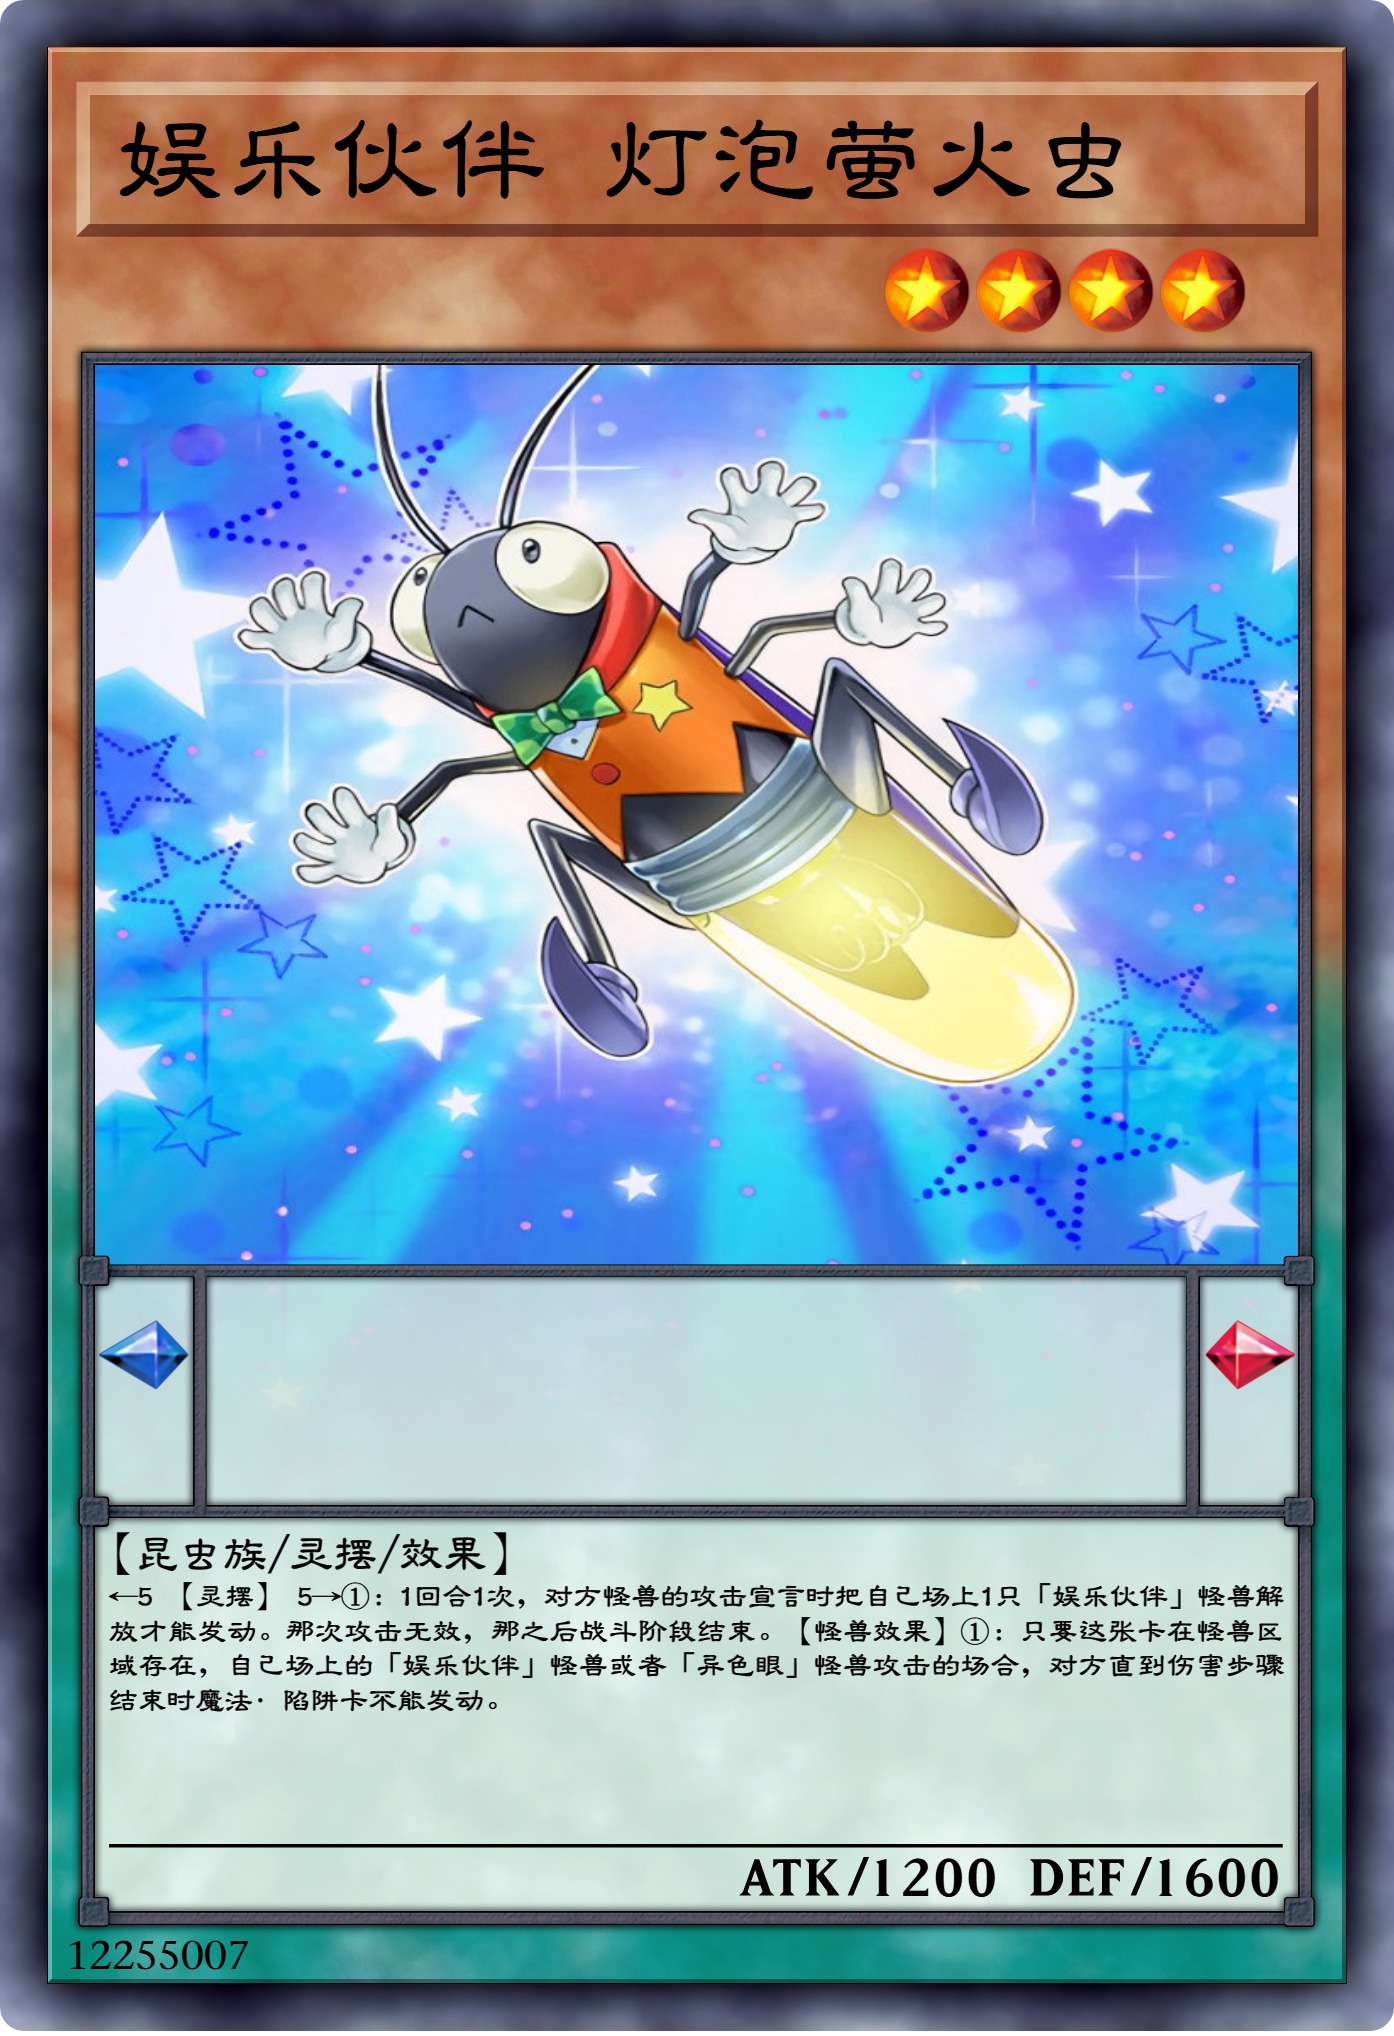 娱乐伙伴 灯泡萤火虫
【昆虫族/灵摆/效果】
←5 【灵摆】 5→①：1回合1次，对方怪兽的攻击宣言时把自己场上1只「娱乐伙伴」怪兽解
放才能发动。那次攻击无效，那之后战斗阶段结束。【怪兽效果】①：只要这张卡在怪兽区
域存在，自己场上的「娱乐伙伴」怪兽或者「异色眼」怪兽攻击的场合，对方直到伤害步骤
结束时魔法·陷阱卡不能发动。
ATK/1200 DEF/1600
12255007